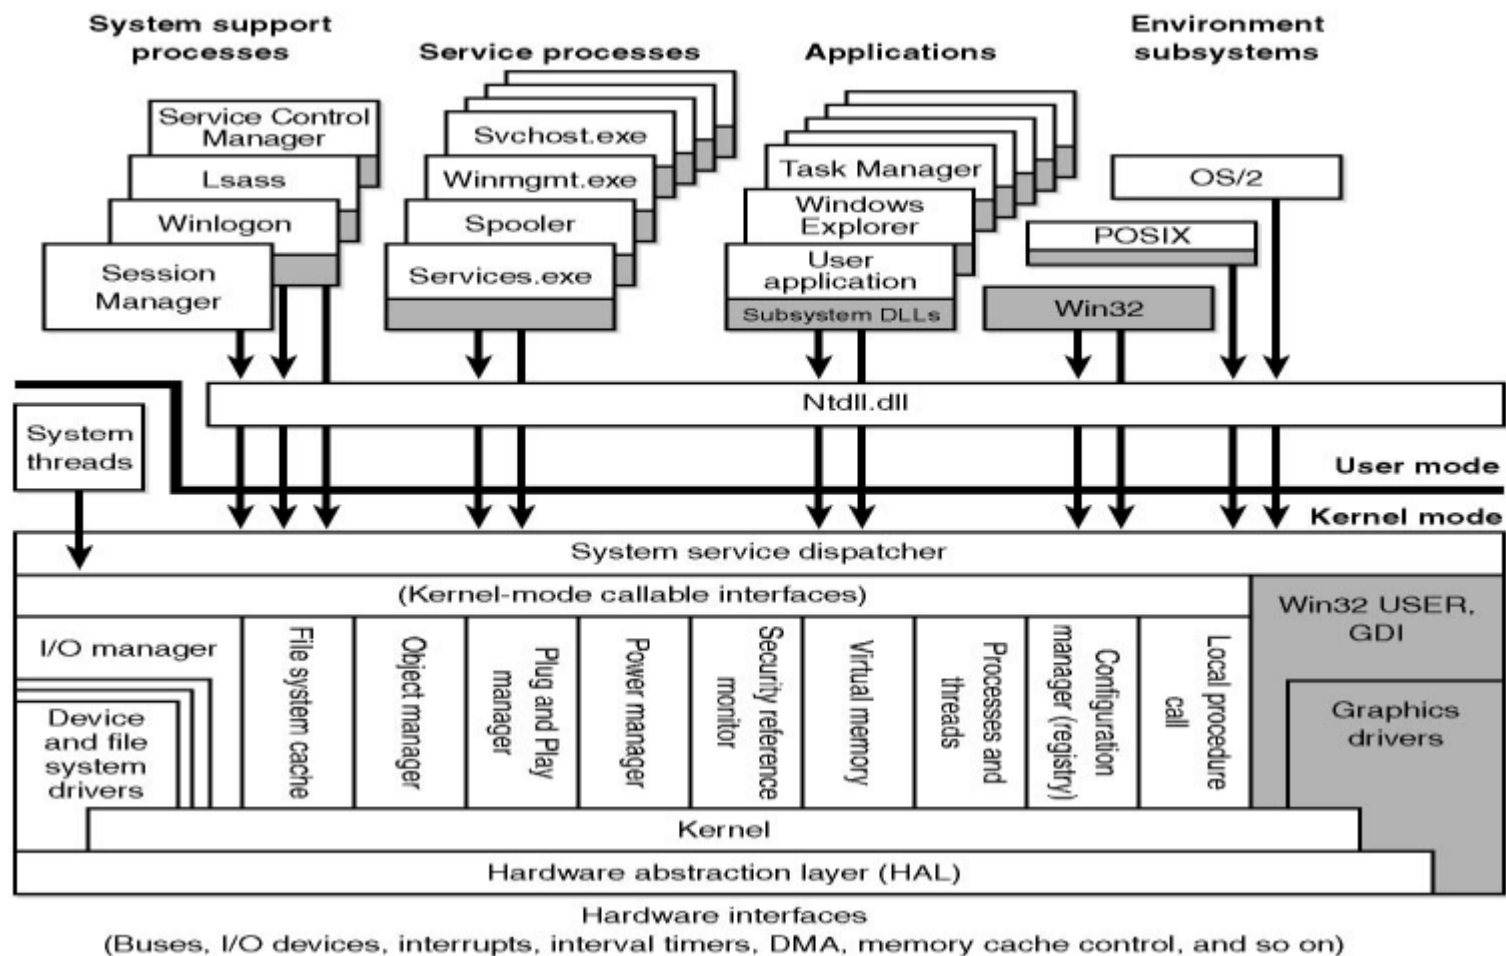 System support
processes
Service processes
Applications
Environment
subsystems
Service Control
Manager
Lsass
Winlogon
Session
Manager
Svchost.exe
Winmgmt.exe
Spooler
Services.exe
Task Manager
Windows
Explorer
User
application
Subsystem DLLs
OS/2
POSIX
Win32
Ntdll.dll
System
threads
User mode
Kernel mode
System service dispatcher
(Kernel-mode callable interfaces)
Win32 USER,
GDI
I/O manager
Device
and file
system
drivers
File system cache
Object manager
Plug and Play
manager
Power manager
Security reference
monitor
Virtual memory
Processes and
threads
Configuration
manager (registry)
Local procedure
call
Graphics
drivers
Kernel
Hardware abstraction layer (HAL)
Hardware interfaces
(Buses, I/O devices, interrupts, interval timers, DMA, memory cache control, and so on)